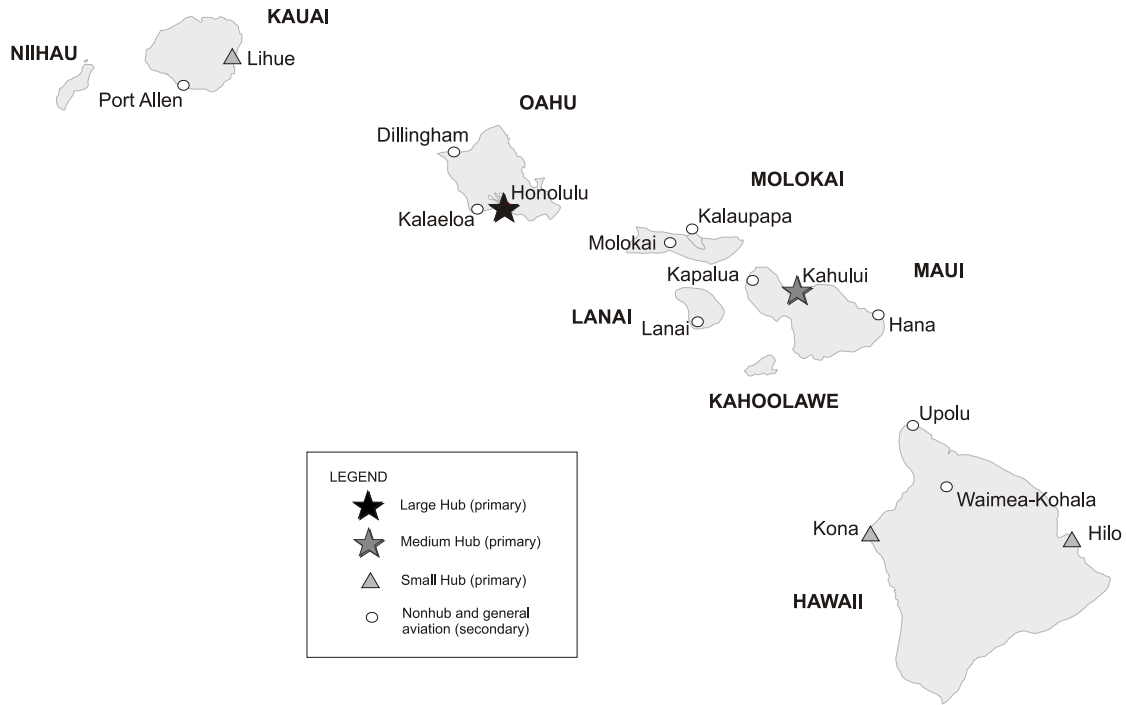 KAUAI
NIIHAU
Lihue
Port Allen
OAHU
Dillingham
Honolulu
Kalaeloa
MOLOKAI
Kalaupapa
Molokai
Kapalua
Kahului
MAUI
LANAI
Lanai
Hana
KAHOOLAWE
Upolu
Waimea-Kohala
Kona
Hilo
HAWAII
LEGEND
Large Hub (primary)
Medium Hub (primary)
Small Hub (primary)
Nonhub and general
aviation (secondary)